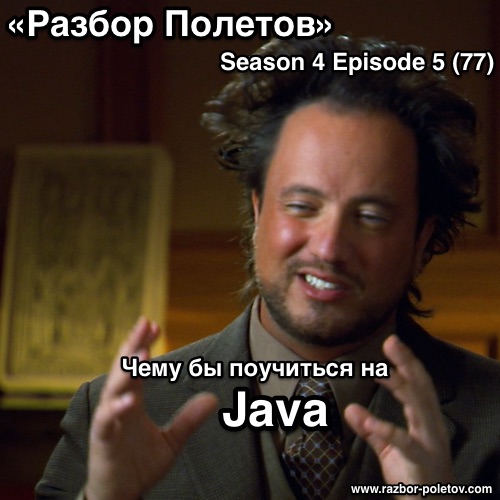 «Разбор Полетов»
Season 4 Episode 5 (77)
Чему бы поучиться на
Java
www.razbor-poletov.com